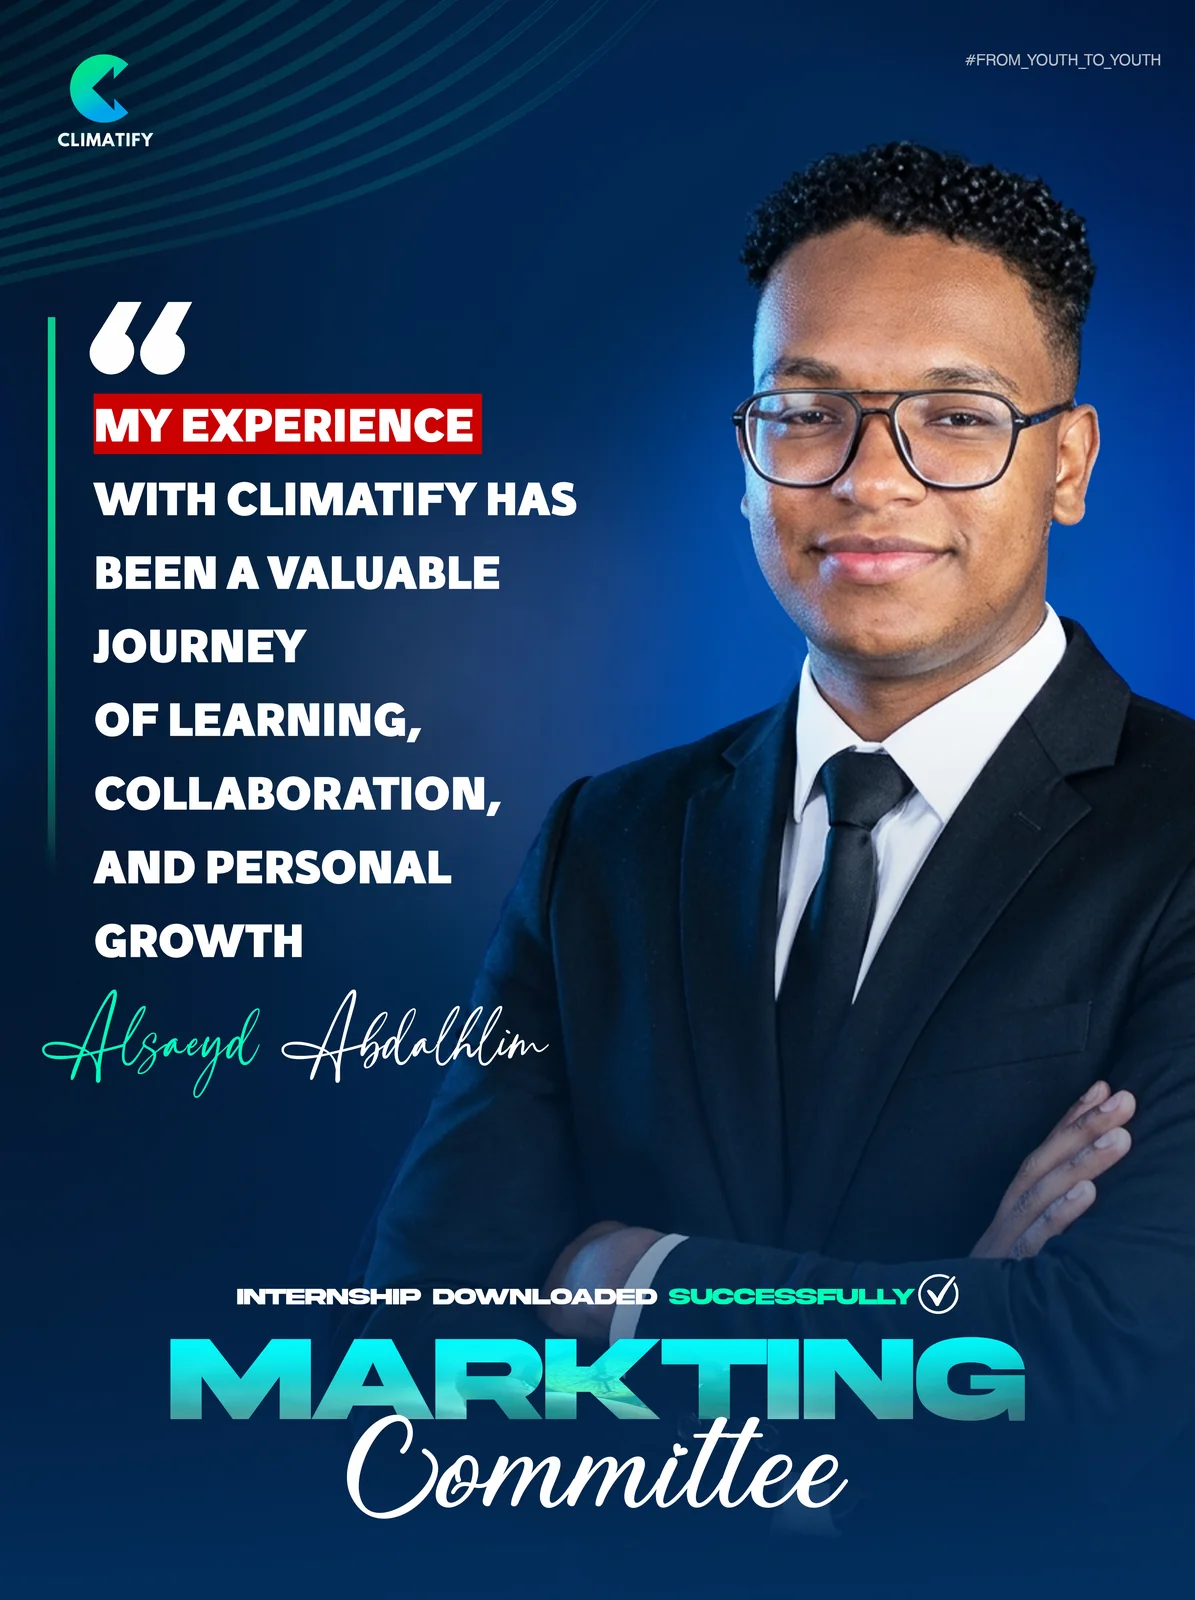 CLIMATIFY
#FROM_YOUTH_TO_YOUTH
“
MY EXPERIENCE
WITH CLIMATIFY HAS
BEEN A VALUABLE
JOURNEY
OF LEARNING,
COLLABORATION,
AND PERSONAL
GROWTH
Alsaeyd Abdalhlim
INTERNSHIP DOWNLOADED SUCCESSFULLY
MARKTING
Committee